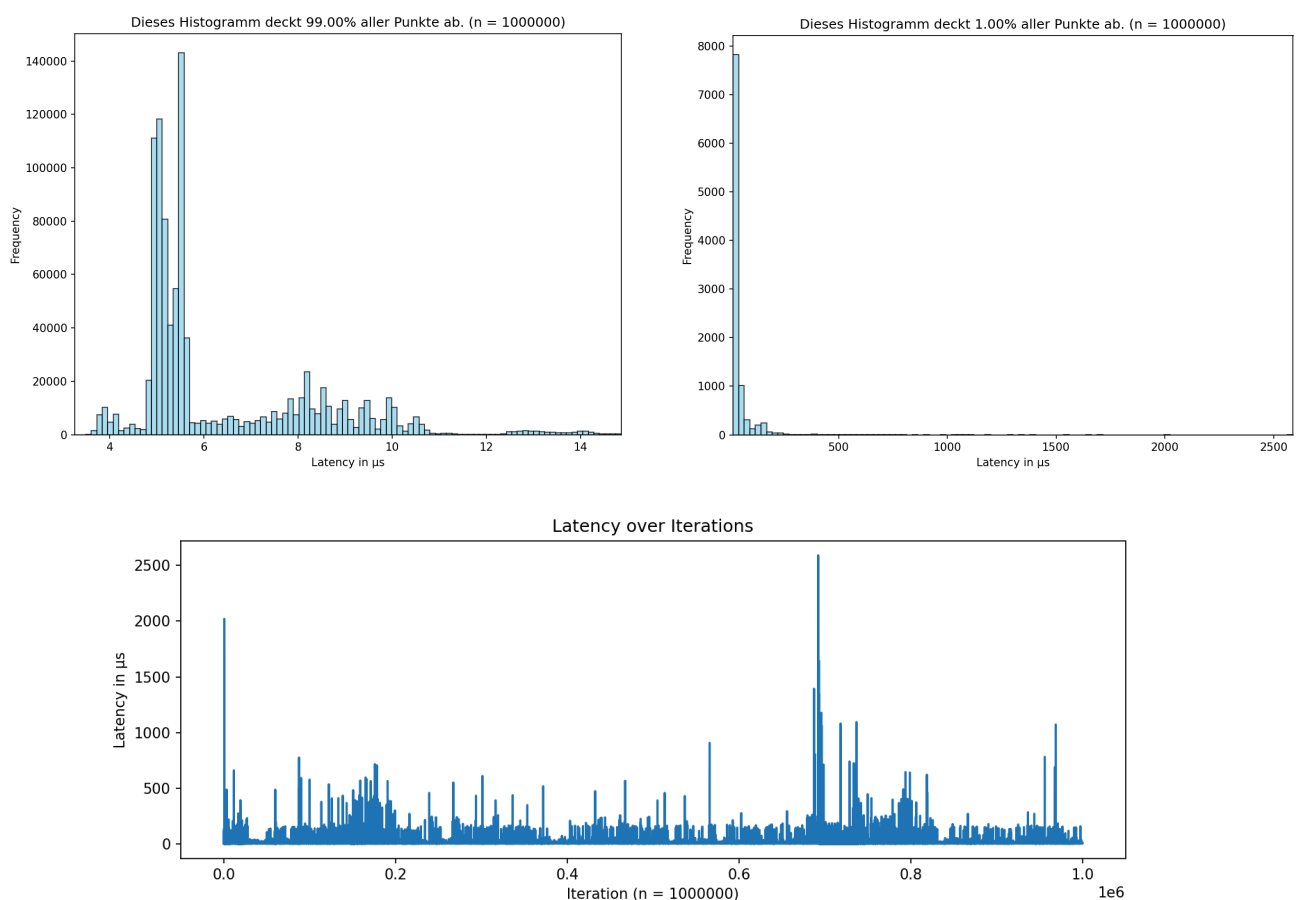 Dieses Histogramm deckt 99.00% aller Punkte ab. (n = 1000000)
140000
120000
100000
80000
60000
40000
20000
0
Frequency
4 6 8 10 12 14
Latency in µs
Dieses Histogramm deckt 1.00% aller Punkte ab. (n = 1000000)
8000
7000
6000
5000
4000
3000
2000
1000
0
Frequency
500 1000 1500 2000 2500
Latency in µs
Latency over Iterations
2500
2000
1500
1000
500
0
Latency in µs
0.0 0.2 0.4 0.6 0.8 1.0
1e6
Iteration (n = 1000000)